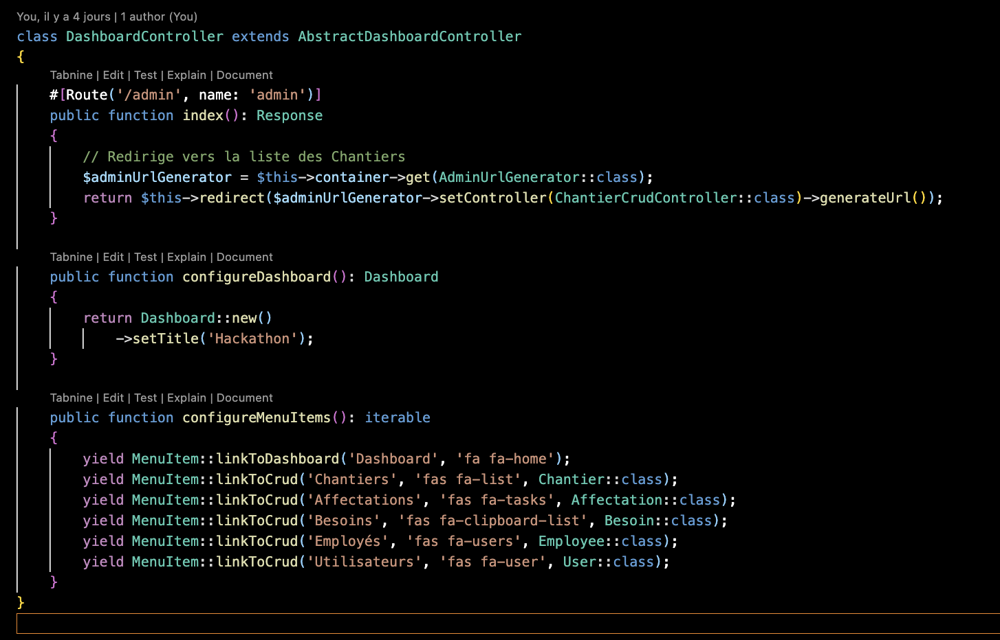 You, il y a 4 jours | 1 author (You)
class DashboardController extends AbstractDashboardController
{
Tabnine | Edit | Test | Explain | Document
#[Route('/admin', name: 'admin')]
public function index(): Response
{
// Redirige vers la liste des Chantiers
$adminUrlGenerator = $this->container->get(AdminUrlGenerator::class);
return $this->redirect($adminUrlGenerator->setController(ChantierCrudController::class)->generateUrl());
}
Tabnine | Edit | Test | Explain | Document
public function configureDashboard(): Dashboard
{
return Dashboard::new()
->setTitle('Hackathon');
}
Tabnine | Edit | Test | Explain | Document
public function configureMenuItems(): iterable
{
yield MenuItem::linkToDashboard('Dashboard', 'fa fa-home');
yield MenuItem::linkToCrud('Chantiers', 'fas fa-list', Chantier::class);
yield MenuItem::linkToCrud('Affectations', 'fas fa-tasks', Affectation::class);
yield MenuItem::linkToCrud('Besoins', 'fas fa-clipboard-list', Besoin::class);
yield MenuItem::linkToCrud('Employés', 'fas fa-users', Employee::class);
yield MenuItem::linkToCrud('Utilisateurs', 'fas fa-user', User::class);
}
}